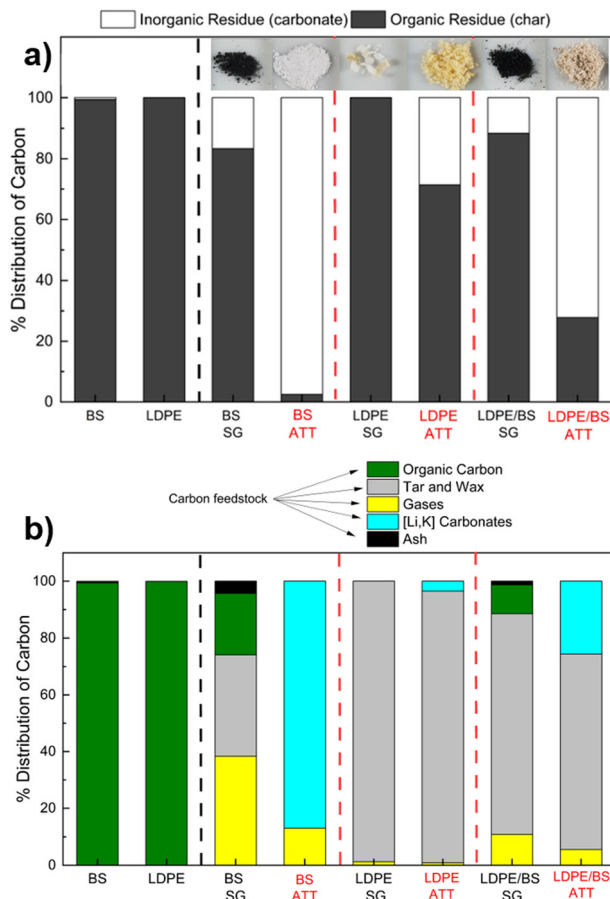 Inorganic Residue (carbonate) Organic Residue (char)
a)
% Distribution of Carbon
100
80
60
40
20
0
BS LDPE BS SG BS ATT LDPE SG LDPE ATT LDPE/BS SG LDPE/BS ATT
Carbon feedstock
Organic Carbon
Tar and Wax
Gases
[Li,K] Carbonates
Ash
b)
% Distribution of Carbon
100
80
60
40
20
0
BS LDPE BS SG BS ATT LDPE SG LDPE ATT LDPE/BS SG LDPE/BS ATT